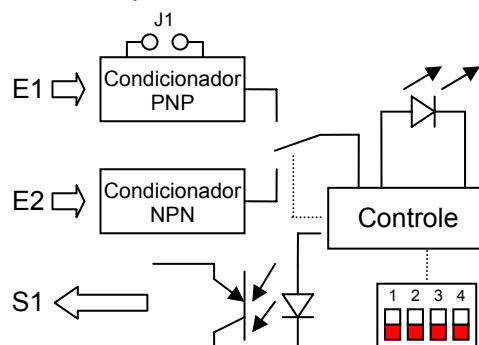 J1
E1
Condicionador
PNP
E2
Condicionador
NPN
Controle
S1
1 2 3 4